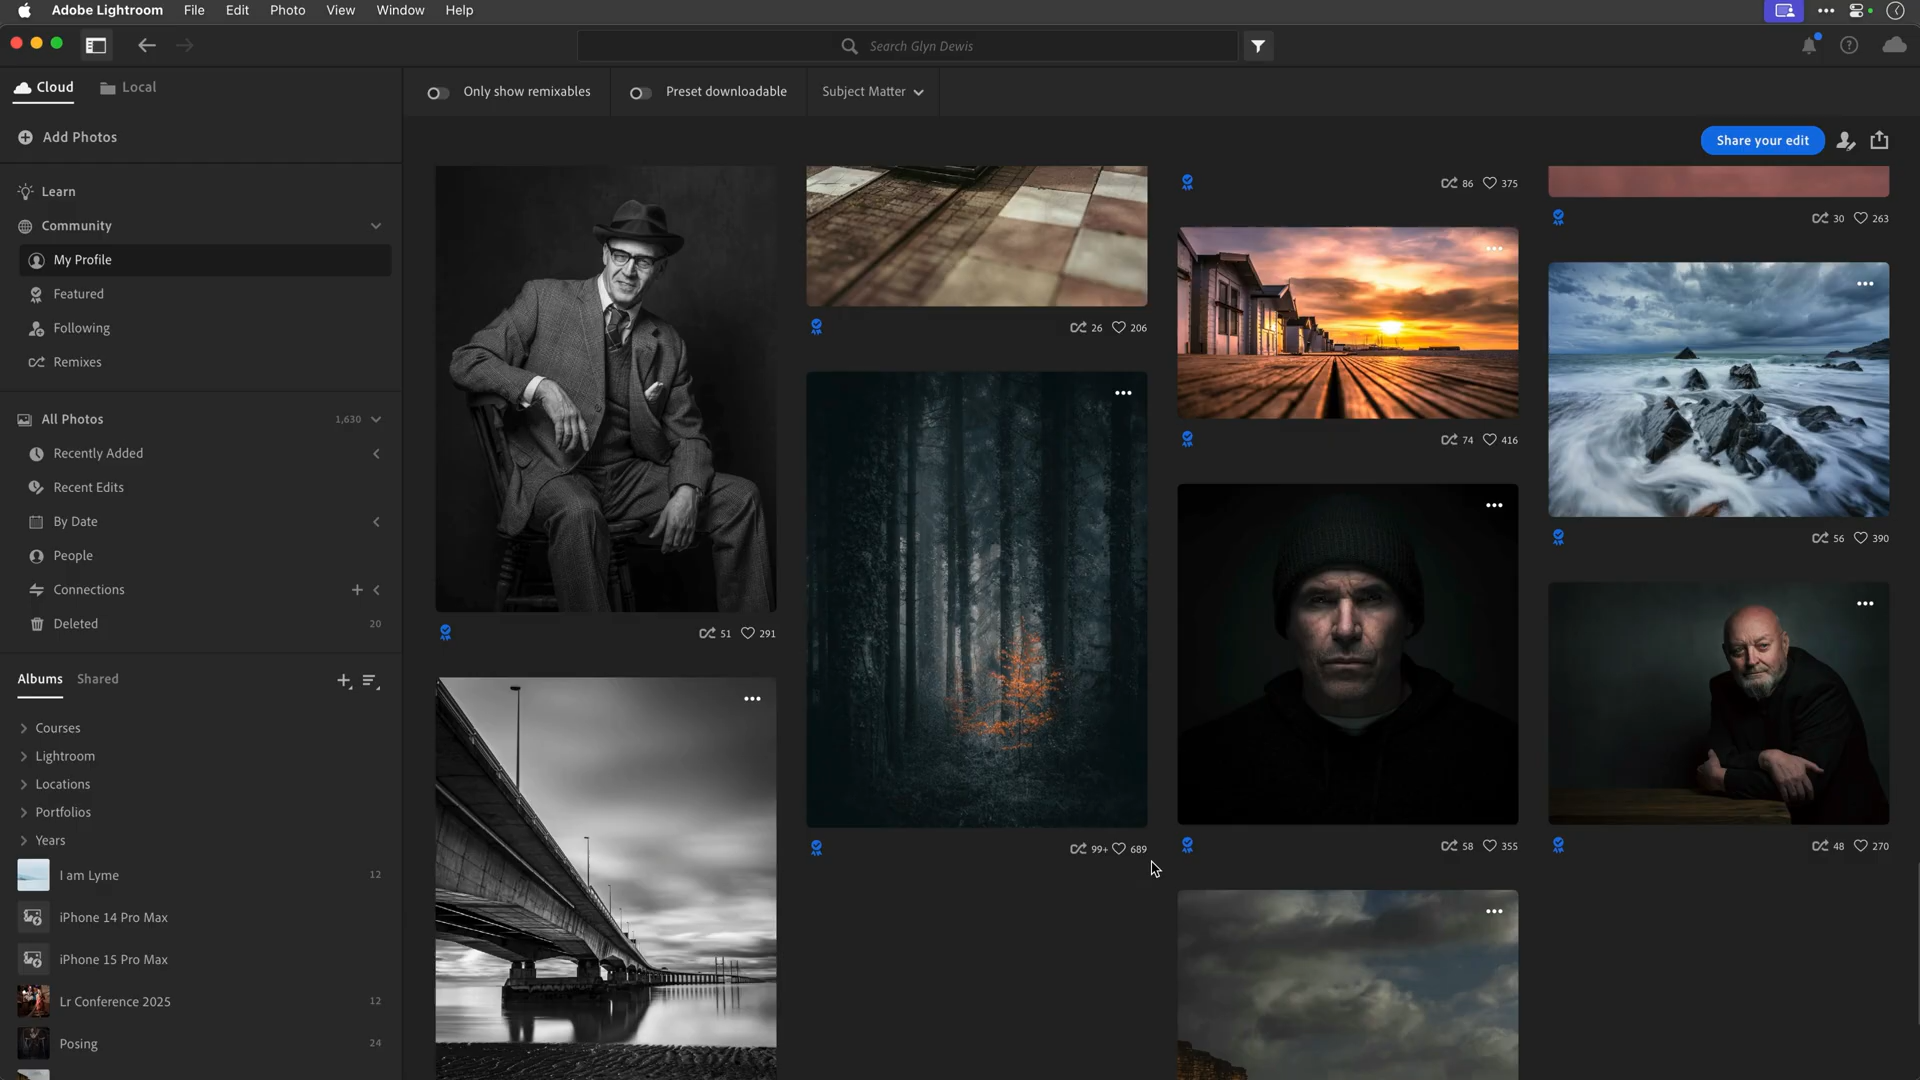 Adobe Lightroom File Edit Photo View Window Help
Search Glyn Dewis
Cloud Local
Only show remixables Preset downloadable Subject Matter
Add Photos
Share your edit
Learn
Community
My Profile
Featured
Following
Remixes
All Photos 1,630
Recently Added
Recent Edits
By Date
People
Connections
Deleted 20
Albums Shared
Courses
Lightroom
Locations
Portfolios
Years
I am Lyme 12
iPhone 14 Pro Max
iPhone 15 Pro Max
Lr Conference 2025 12
Posing 24
51 291
26 206
99+ 689
86 375
74 416
58 355
30 263
56 390
48 270